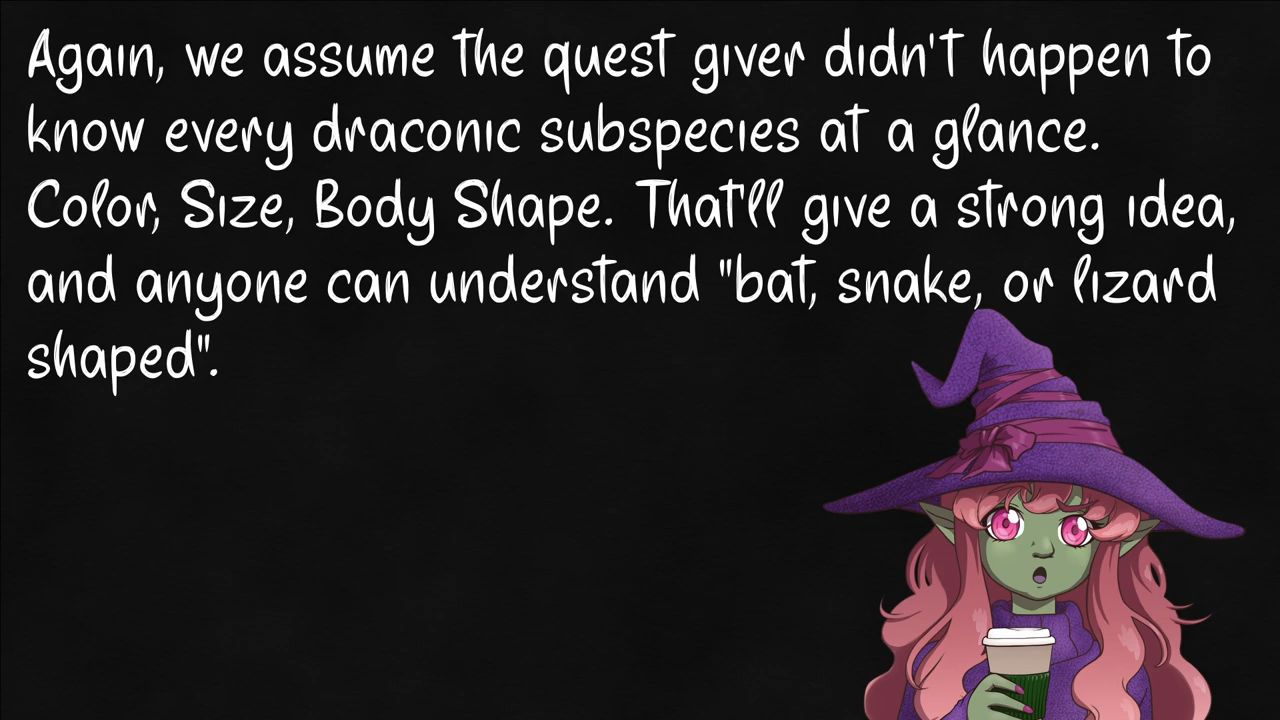 Again, we assume the quest giver didn't happen to
know every draconic subspecies at a glance.
Color, Size, Body Shape. That'll give a strong idea,
and anyone can understand "bat, snake, or lizard
shaped".